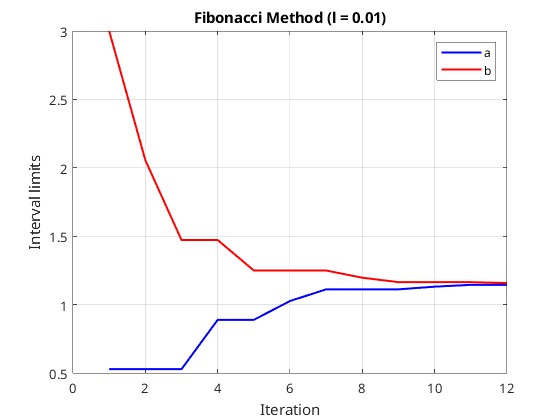 Fibonacci Method (l = 0.01)
a
b
3
2.5
2
1.5
1
0.5
Interval limits
0 2 4 6 8 10 12
Iteration